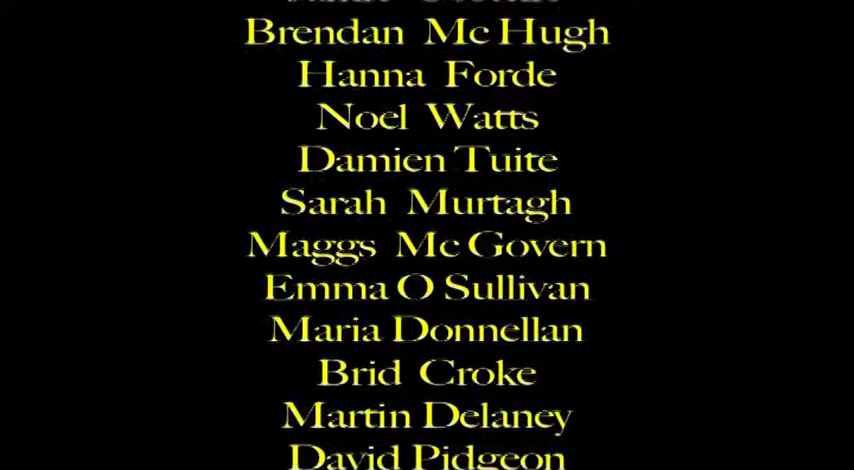 Brendan Mc Hugh
Hanna Forde
Noel Watts
Damien Tuite
Sarah Murtagh
Maggs Mc Govern
Emma O Sullivan
Maria Donnellan
Brid Croke
Martin Delaney
David Pidgeon